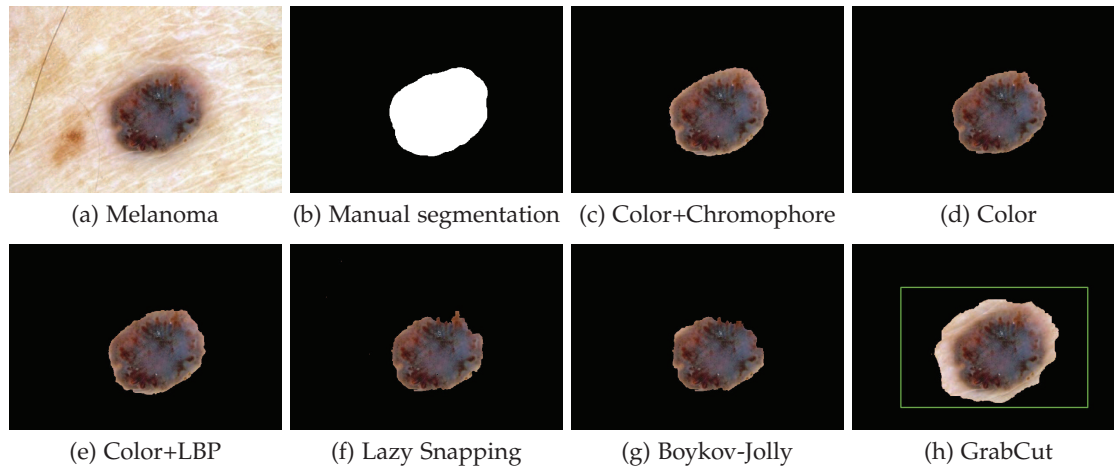 (a) Melanoma
(b) Manual segmentation
(c) Color+Chromophore
(d) Color
(e) Color+LBP
(f) Lazy Snapping
(g) Boykov-Jolly
(h) GrabCut